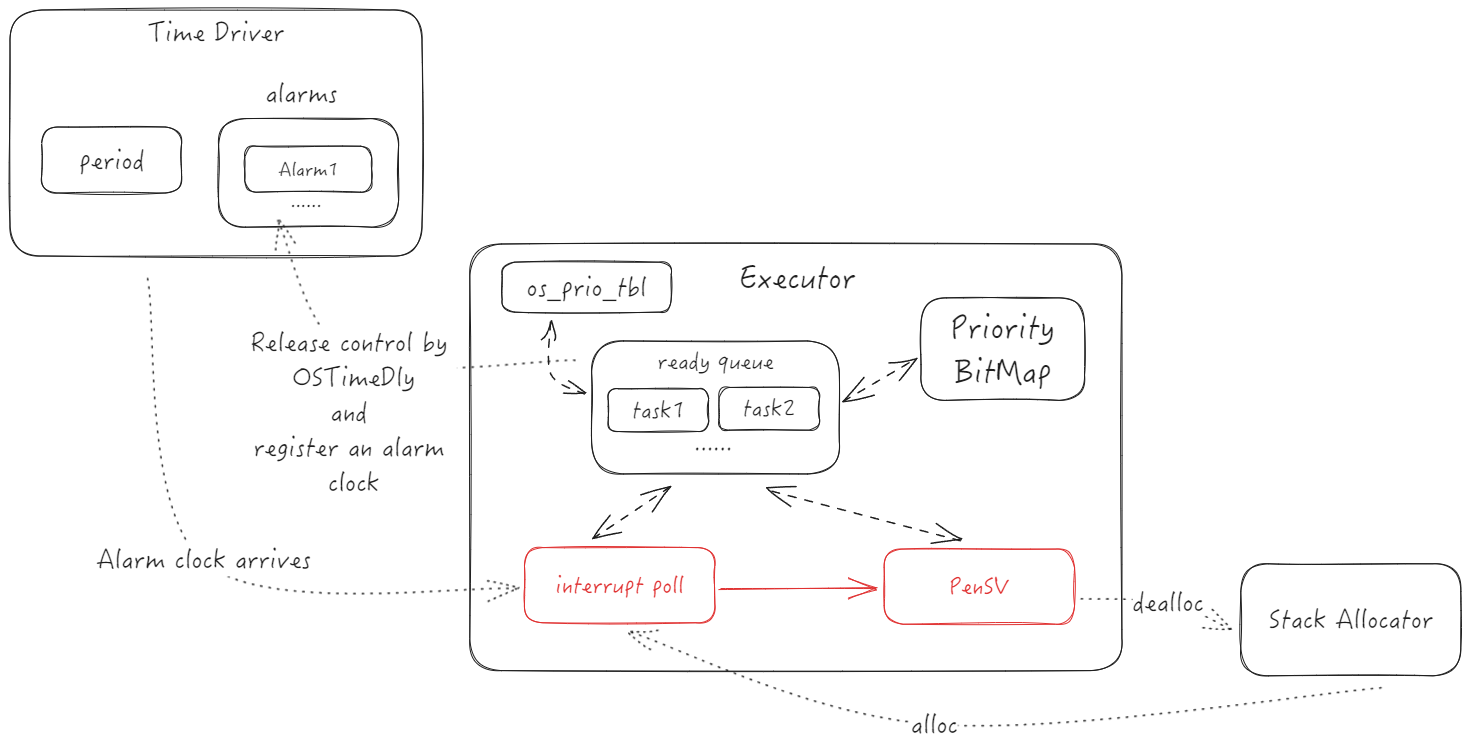 Time Driver
alarms
period
Alarm1
......
Executor
os_prio_tbl
Priority
BitMap
Release control by
OSTimeDly
and
register an alarm
clock
ready queue
task1
task2
......
Alarm clock arrives
interrupt poll
PenSV
dealloc
Stack Allocator
alloc